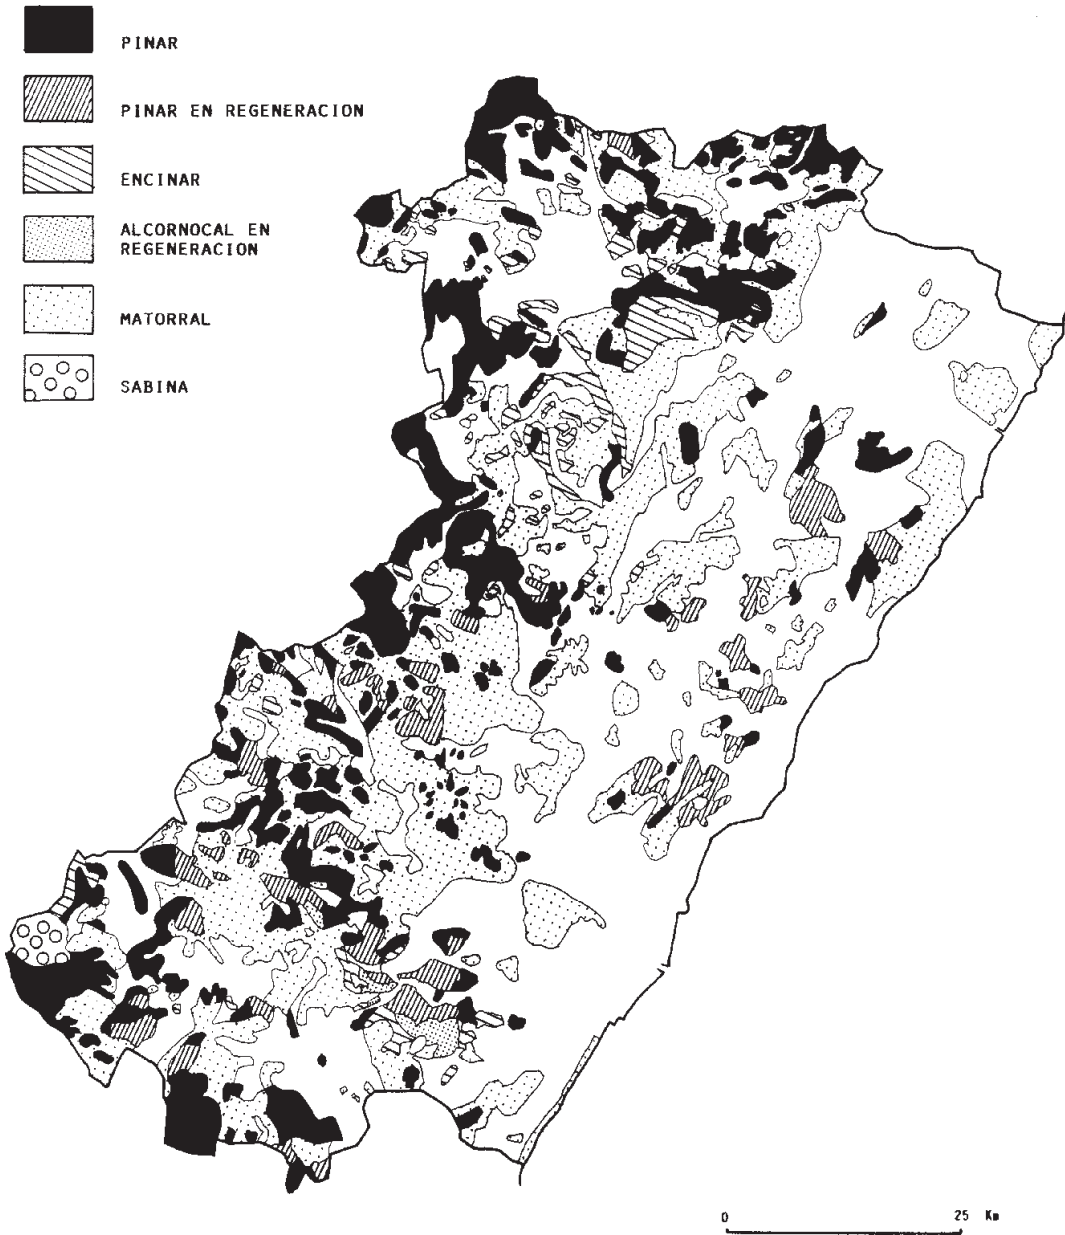 PINAR
PINAR EN REGENERACION
ENCINAR
ALCORNOCAL EN
REGENERACION
MATORRAL
SABINA
0 25 Km